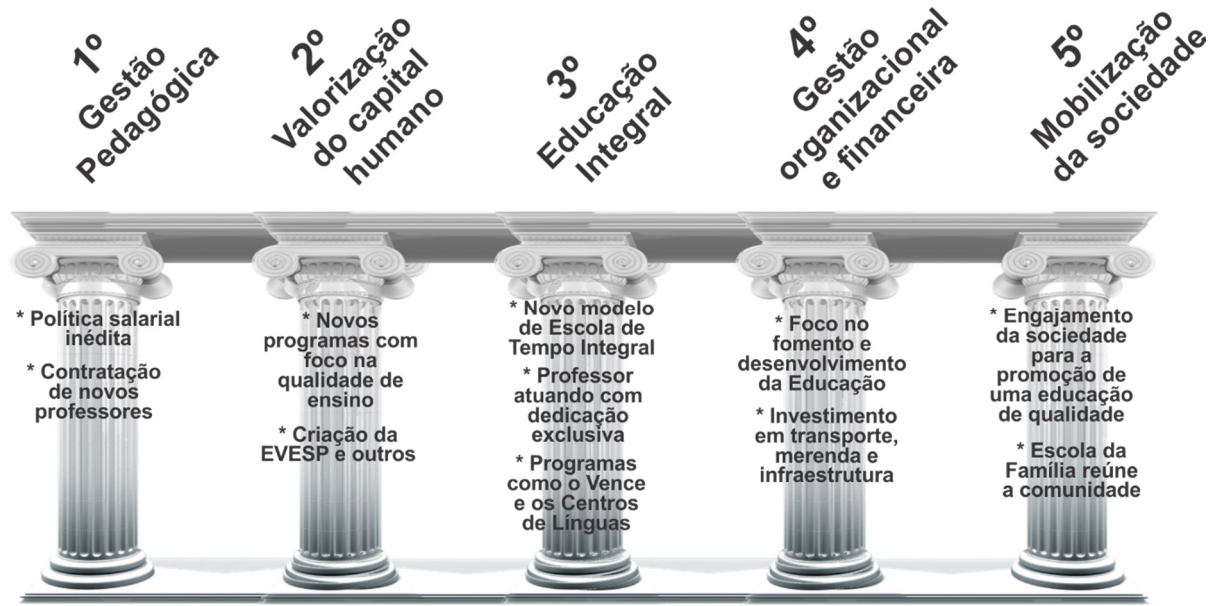 1º
Gestão
Pedagógica
2º
Valorização
do capital
humano
3º
Educação
Integral
4º
Gestão
organizacional
e financeira
5º
Mobilização
da sociedade
* Política salarial
inédita
* Contratação
de novos
professores
* Novos
programas com
foco na
qualidade de
ensino
* Criação da
EVESP e outros
* Novo modelo
de Escola de
Tempo Integral
* Professor
atuando com
dedicação
exclusiva
* Programas
como o Vence
e os Centros
de Línguas
* Foco no
fomento e
desenvolvimento
da Educação
* Investimento
em transporte,
merenda e
infraestrutura
* Engajamento
da sociedade
para a
promoção de
uma educação
de qualidade
* Escola da
Família reúne
a comunidade